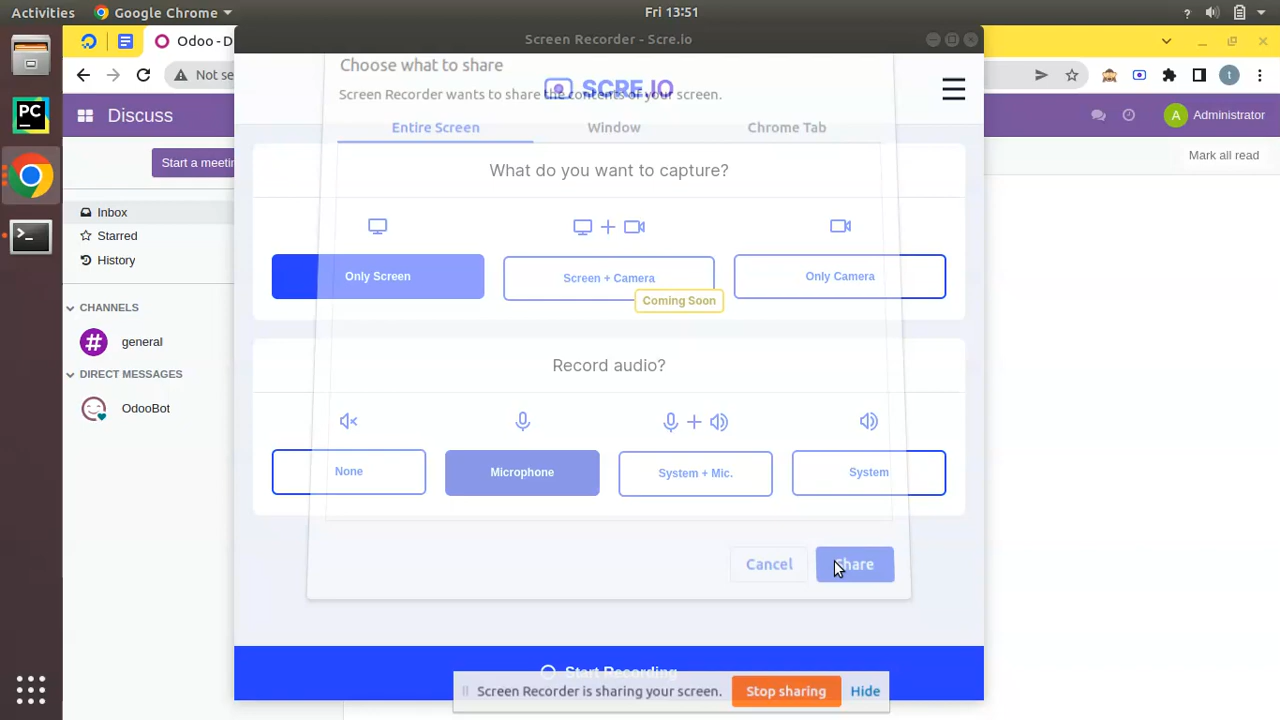 Activities Google Chrome Fri 13:51
Screen Recorder - Scre.io
Odoo - D
Not se
Choose what to share
SCRE.IO
Screen Recorder wants to share the contents of your screen.
Discuss
Administrator
Entire Screen Window Chrome Tab
Start a meetin
Mark all read
What do you want to capture?
Inbox
Starred
History
Only Screen
Screen + Camera
Only Camera
Coming Soon
CHANNELS
general
DIRECT MESSAGES
OdooBot
Record audio?
None
Microphone
System + Mic.
System
Cancel
Share
Start Recording
Screen Recorder is sharing your screen.
Stop sharing
Hide
PC
A
t